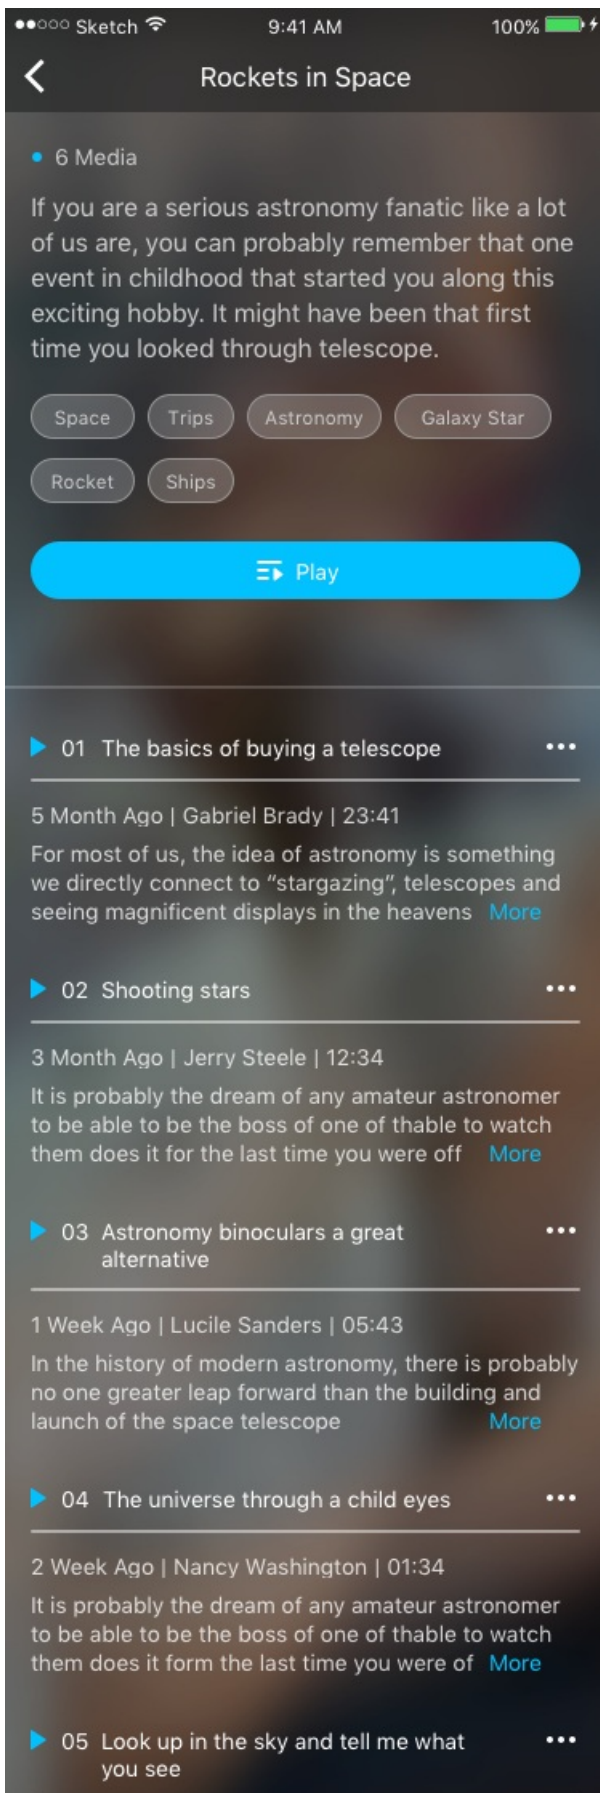 Sketch 9:41 AM 100%
Rockets in Space
6 Media
If you are a serious astronomy fanatic like a lot
of us are, you can probably remember that one
event in childhood that started you along this
exciting hobby. It might have been that first
time you looked through telescope.
Space Trips Astronomy Galaxy Star
Rocket Ships
Play
01 The basics of buying a telescope
5 Month Ago | Gabriel Brady | 23:41
For most of us, the idea of astronomy is something
we directly connect to “stargazing”, telescopes and
seeing magnificent displays in the heavens More
02 Shooting stars
3 Month Ago | Jerry Steele | 12:34
It is probably the dream of any amateur astronomer
to be able to be the boss of one of thable to watch
them does it for the last time you were off More
03 Astronomy binoculars a great
alternative
1 Week Ago | Lucile Sanders | 05:43
In the history of modern astronomy, there is probably
no one greater leap forward than the building and
launch of the space telescope More
04 The universe through a child eyes
2 Week Ago | Nancy Washington | 01:34
It is probably the dream of any amateur astronomer
to be able to be the boss of one of thable to watch
them does it form the last time you were of More
05 Look up in the sky and tell me what
you see